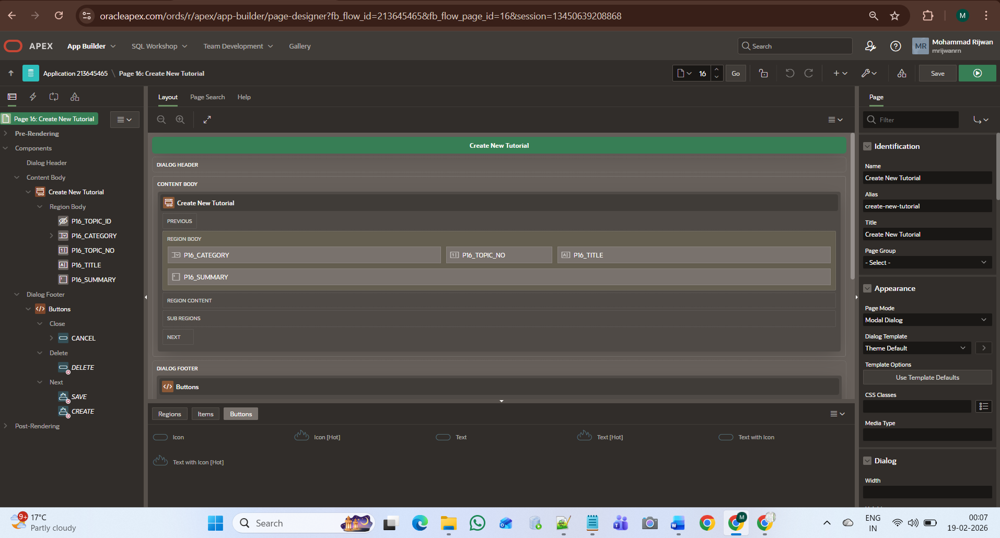 oracleapex.com/ords/r/apex/app-builder/page-designer?fb_flow_id=213645465&fb_flow_page_id=16&session=13450639208868
M
APEX
App Builder
SQL Workshop
Team Development
Gallery
Search
MR
Mohammad Rijwan
mrijwanrn
Application 213645465 \ Page 16: Create New Tutorial
16
Go
Save
Page 16: Create New Tutorial
Pre-Rendering
Components
Dialog Header
Content Body
Create New Tutorial
Region Body
P16_TOPIC_ID
P16_CATEGORY
P16_TOPIC_NO
P16_TITLE
P16_SUMMARY
Dialog Footer
Buttons
Close
CANCEL
Delete
DELETE
Next
SAVE
CREATE
Post-Rendering
Layout
Page Search
Help
Create New Tutorial
DIALOG HEADER
CONTENT BODY
Create New Tutorial
PREVIOUS
REGION BODY
P16_CATEGORY
P16_TOPIC_NO
P16_TITLE
P16_SUMMARY
REGION CONTENT
SUB REGIONS
NEXT
DIALOG FOOTER
Buttons
Regions
Items
Buttons
Icon
Icon [Hot]
Text
Text [Hot]
Text with Icon
Text with Icon [Hot]
Page
Filter
Identification
Name
Create New Tutorial
Alias
create-new-tutorial
Title
Create New Tutorial
Page Group
- Select -
Appearance
Page Mode
Modal Dialog
Dialog Template
Theme Default
Template Options
Use Template Defaults
CSS Classes
Media Type
Dialog
Width
9+
17°C
Partly cloudy
Search
M
ENG
IN
00:07
19-02-2026